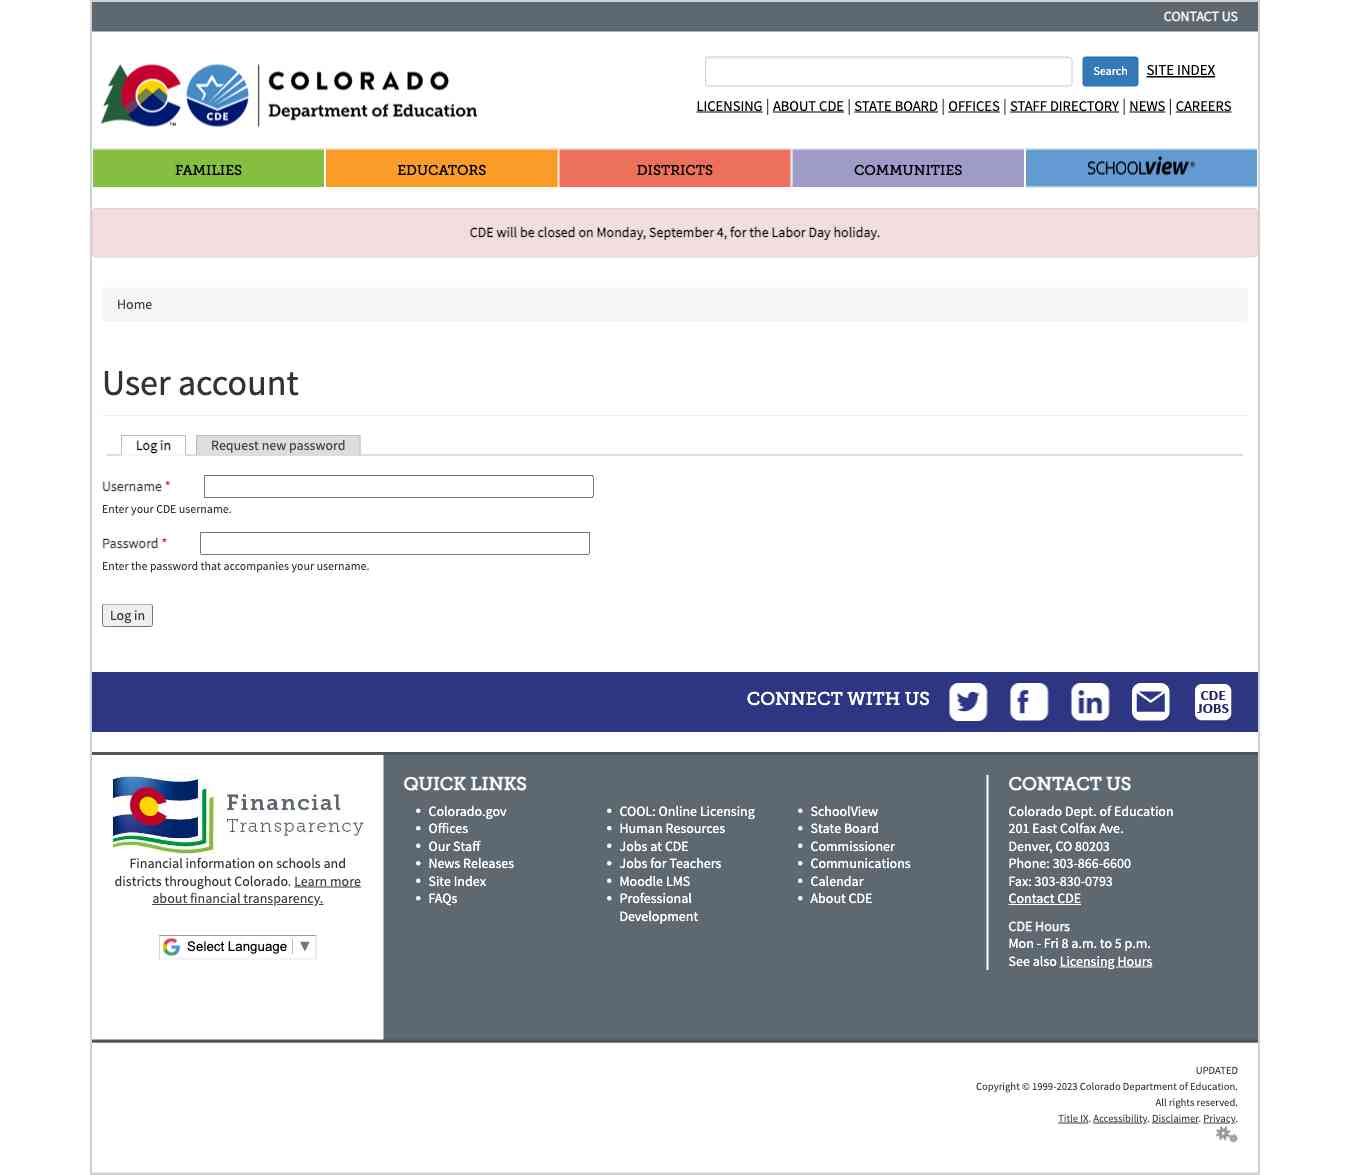 CONTACT US
COLORADO
Department of Education
CDE
TM
Search
SITE INDEX
LICENSING | ABOUT CDE | STATE BOARD | OFFICES | STAFF DIRECTORY | NEWS | CAREERS
FAMILIES
EDUCATORS
DISTRICTS
COMMUNITIES
SCHOOLVIEW®
CDE will be closed on Monday, September 4, for the Labor Day holiday.
Home
User account
Log in
Request new password
Username *
Enter your CDE username.
Password *
Enter the password that accompanies your username.
Log in
CONNECT WITH US
CDE
JOBS
Financial
Transparency
Financial information on schools and
districts throughout Colorado. Learn more
about financial transparency.
Select Language ▼
QUICK LINKS
• Colorado.gov
• Offices
• Our Staff
• News Releases
• Site Index
• FAQs
• COOL: Online Licensing
• Human Resources
• Jobs at CDE
• Jobs for Teachers
• Moodle LMS
• Professional
Development
• SchoolView
• State Board
• Commissioner
• Communications
• Calendar
• About CDE
CONTACT US
Colorado Dept. of Education
201 East Colfax Ave.
Denver, CO 80203
Phone: 303-866-6600
Fax: 303-830-0793
Contact CDE
CDE Hours
Mon - Fri 8 a.m. to 5 p.m.
See also Licensing Hours
UPDATED
Copyright © 1999-2023 Colorado Department of Education.
All rights reserved.
Title IX. Accessibility. Disclaimer. Privacy.